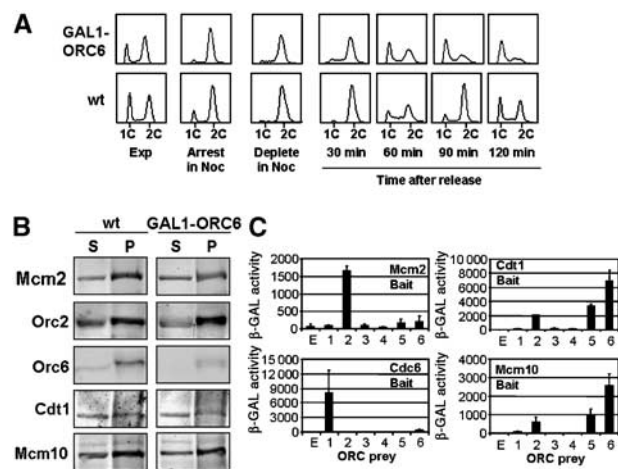 A
GAL1-
ORC6
wt
1C 2C 1C 2C 1C 2C 1C 2C 1C 2C 1C 2C 1C 2C
Exp Arrest in Noc Deplete in Noc 30 min 60 min 90 min 120 min
Time after release
B
wt GAL1-ORC6
S P S P
Mcm2
Orc2
Orc6
Cdt1
Mcm10
C
β-GAL activity
2000
1500
1000
500
0
Mcm2
Bait
E 1 2 3 4 5 6
β-GAL activity
10 000
8000
6000
4000
2000
0
Cdt1
Bait
E 1 2 3 4 5 6
β-GAL activity
15 000
12 000
9000
6000
3000
0
Cdc6
Bait
E 1 2 3 4 5 6
β-GAL activity
4000
3000
2000
1000
0
Mcm10
Bait
E 1 2 3 4 5 6
ORC prey